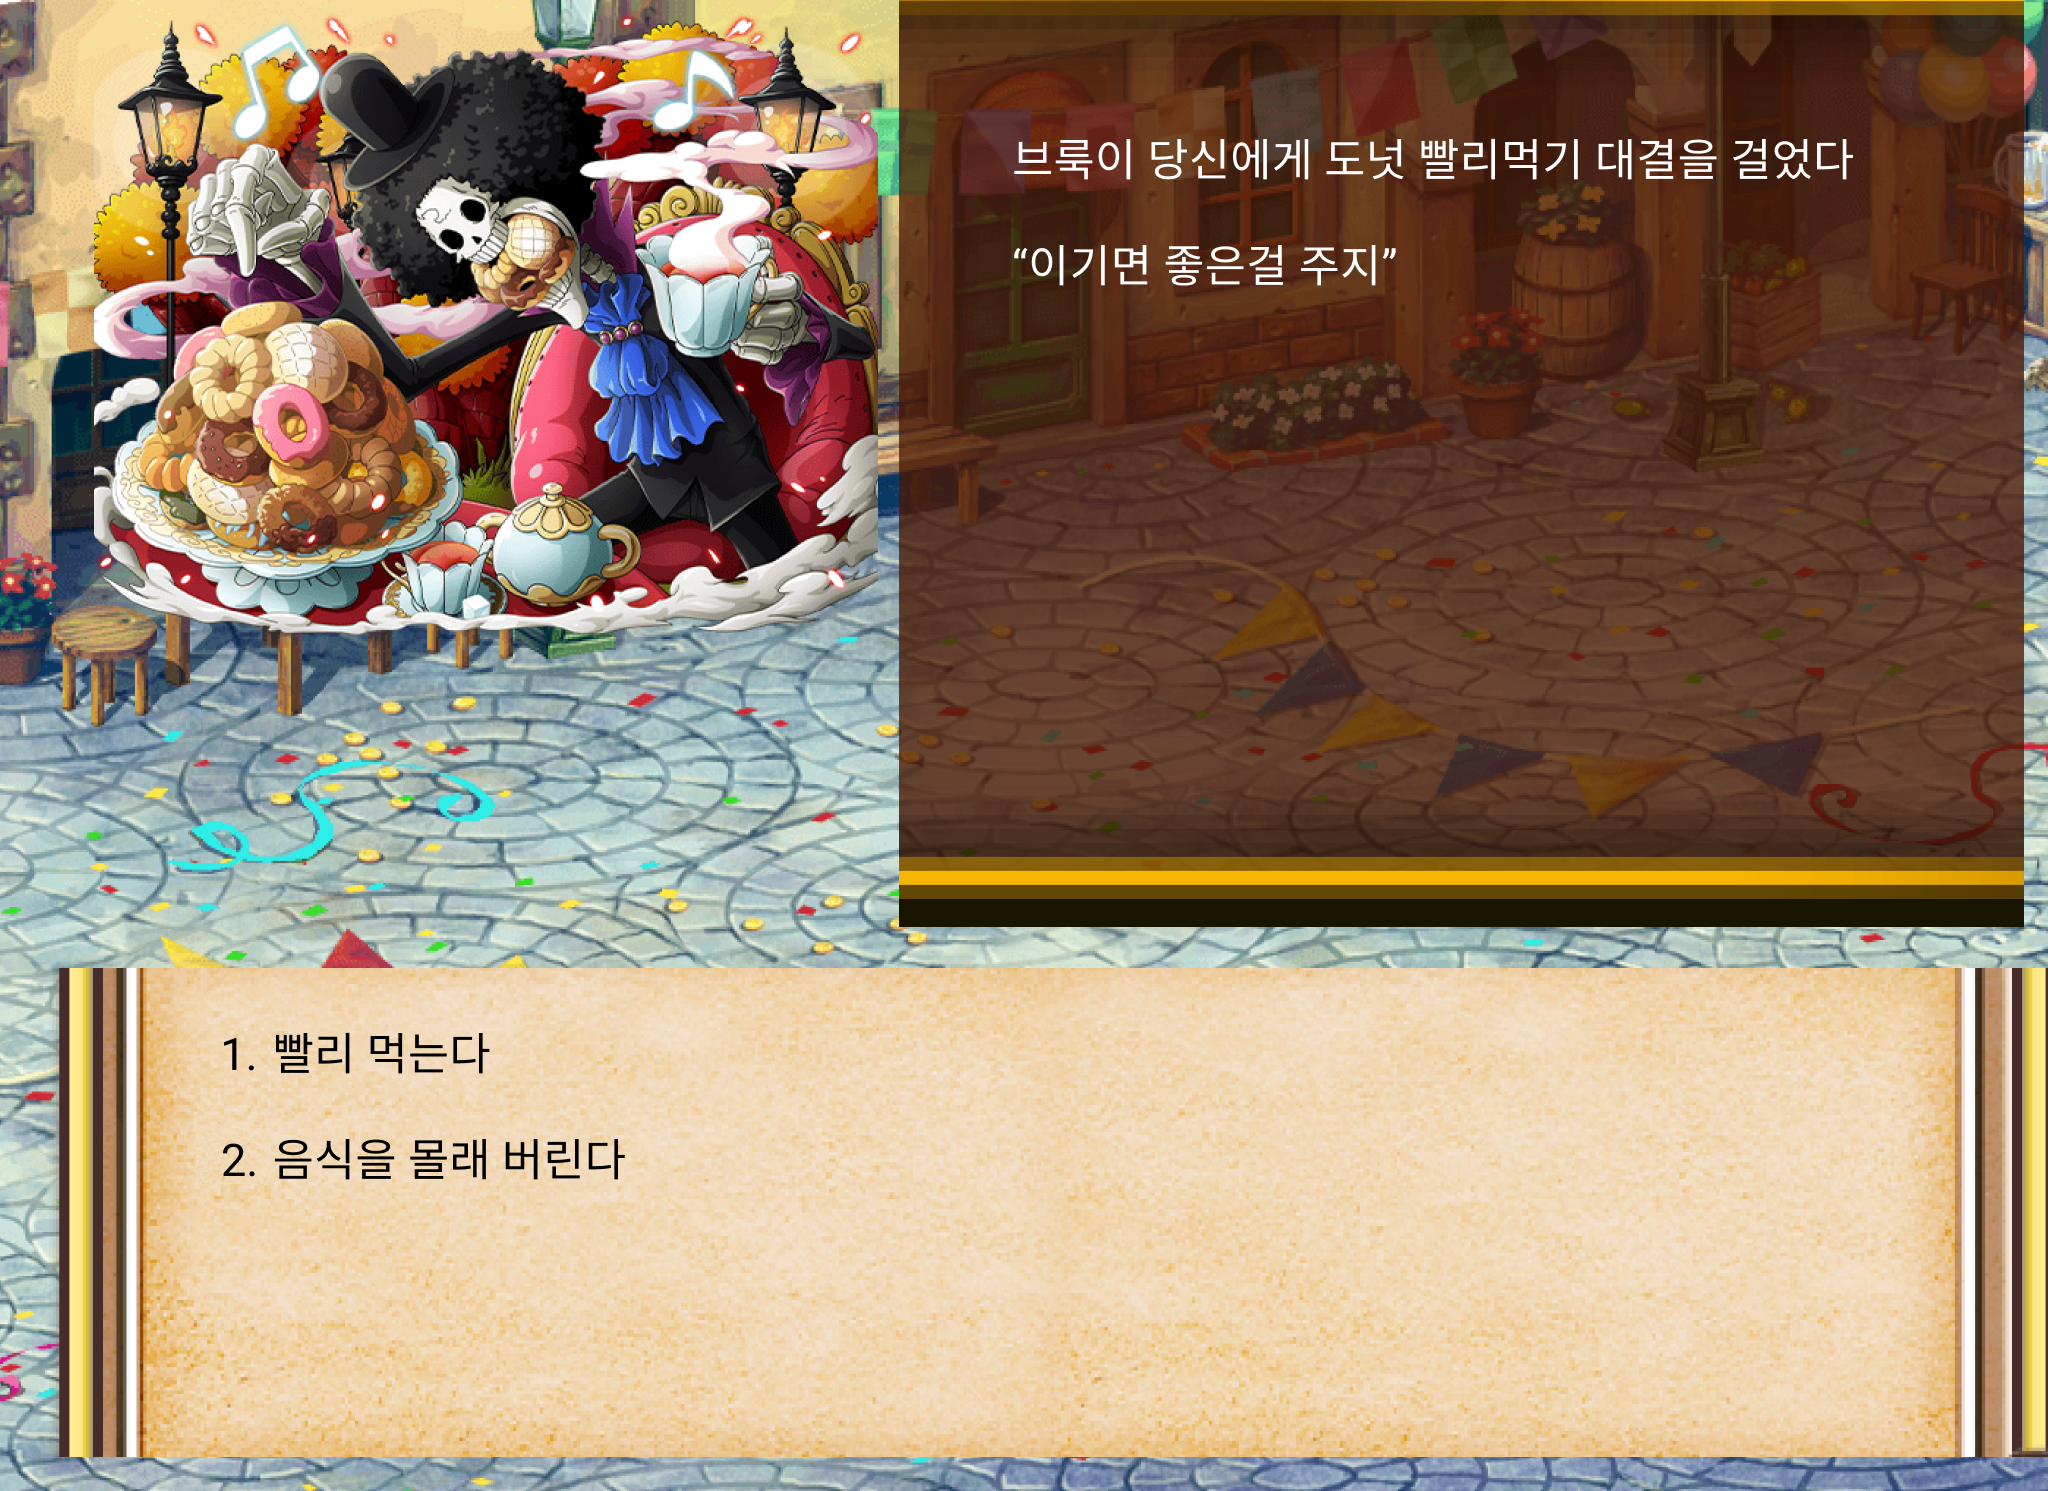 브룩이 당신에게 도넛 빨리먹기 대결을 걸었다
“이기면 좋은걸 주지”
1. 빨리 먹는다
2. 음식을 몰래 버린다